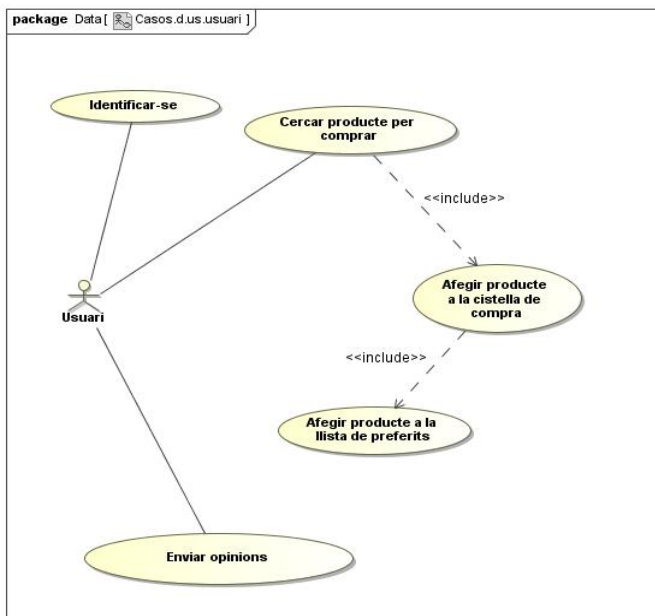 package Data [ Casos.d.us.usuari ]
Identificar-se
Cercar producte per
comprar
<<include>>
Afegir producte
a la cistella de
compra
Usuari
<<include>>
Afegir producte a la
llista de preferits
Enviar opinions